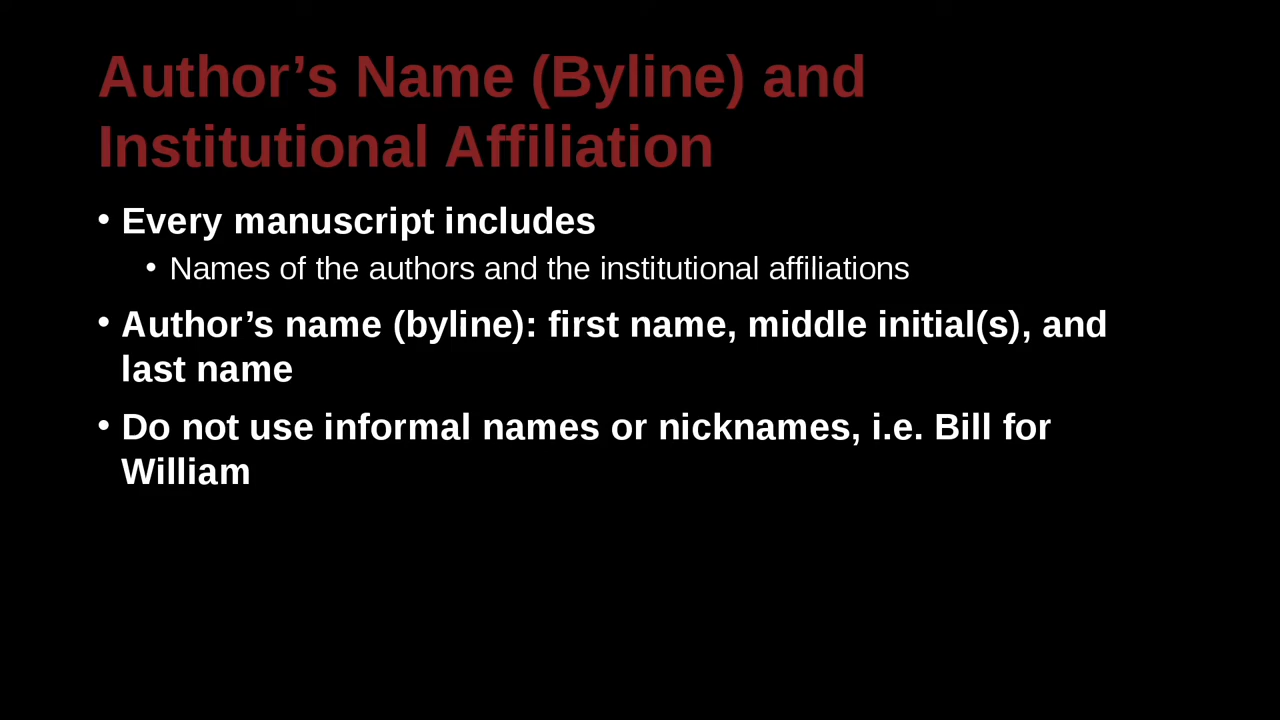 Author’s Name (Byline) and
Institutional Affiliation
• Every manuscript includes
• Names of the authors and the institutional affiliations
• Author’s name (byline): first name, middle initial(s), and
last name
• Do not use informal names or nicknames, i.e. Bill for
William